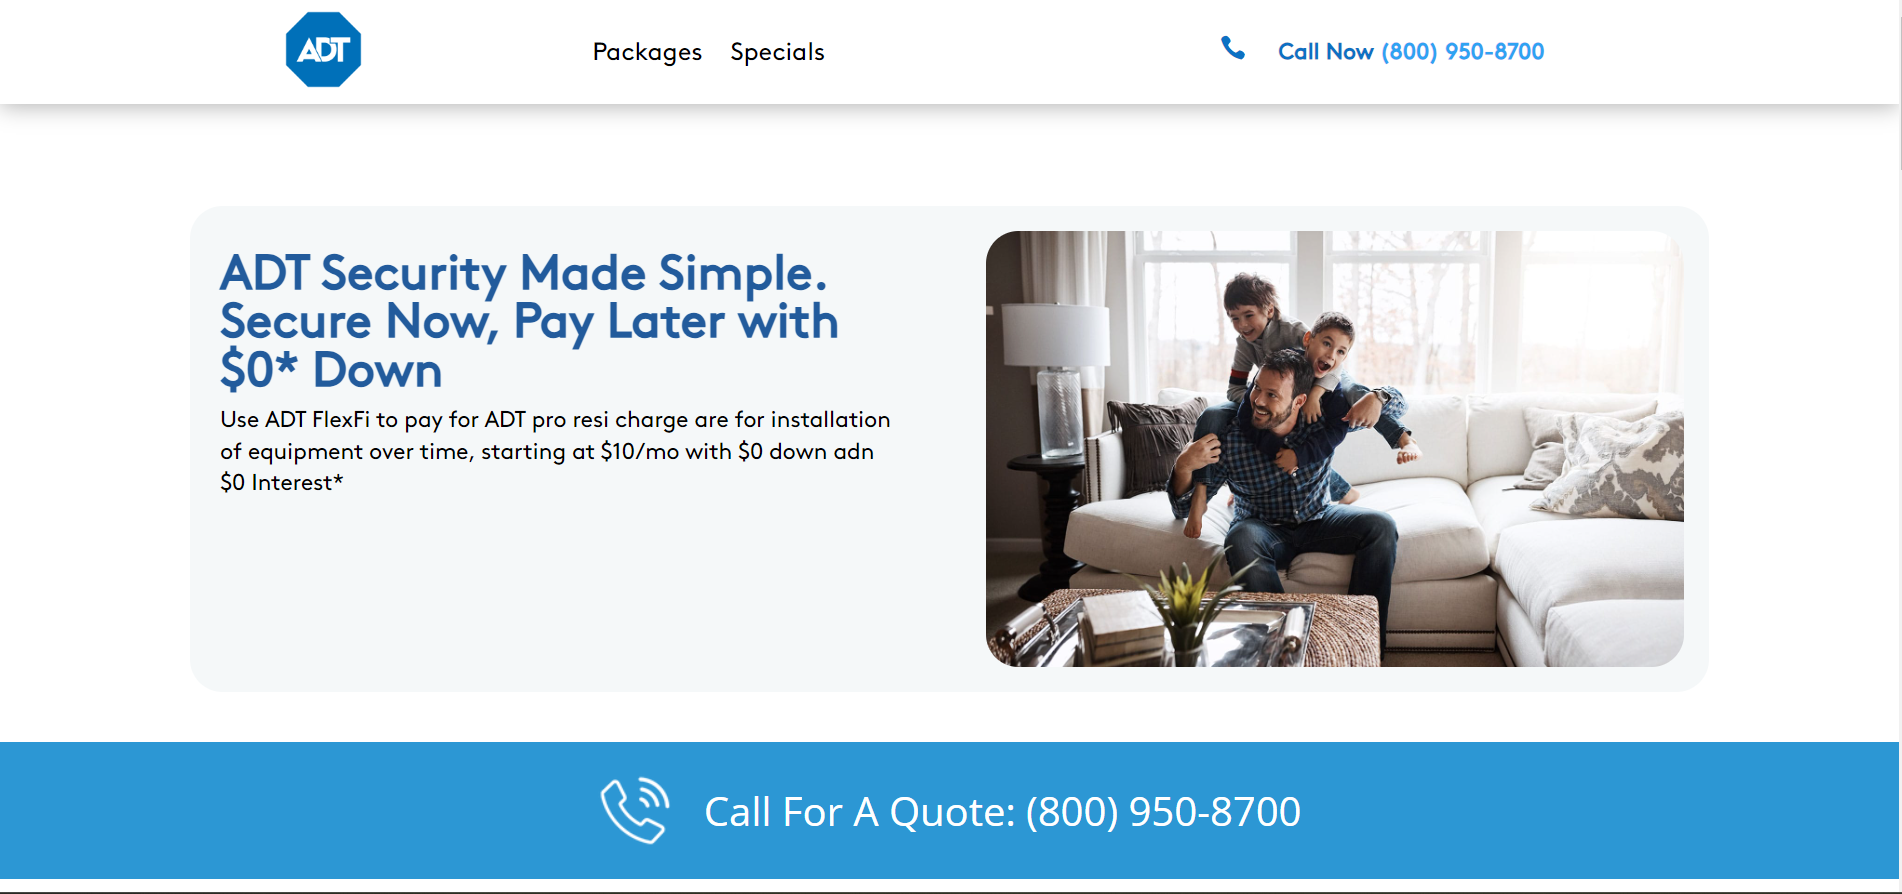 ADT
Packages
Specials
Call Now (800) 950-8700
ADT Security Made Simple.
Secure Now, Pay Later with
$0* Down
Use ADT FlexFi to pay for ADT pro resi charge are for installation
of equipment over time, starting at $10/mo with $0 down adn
$0 Interest*
Call For A Quote: (800) 950-8700